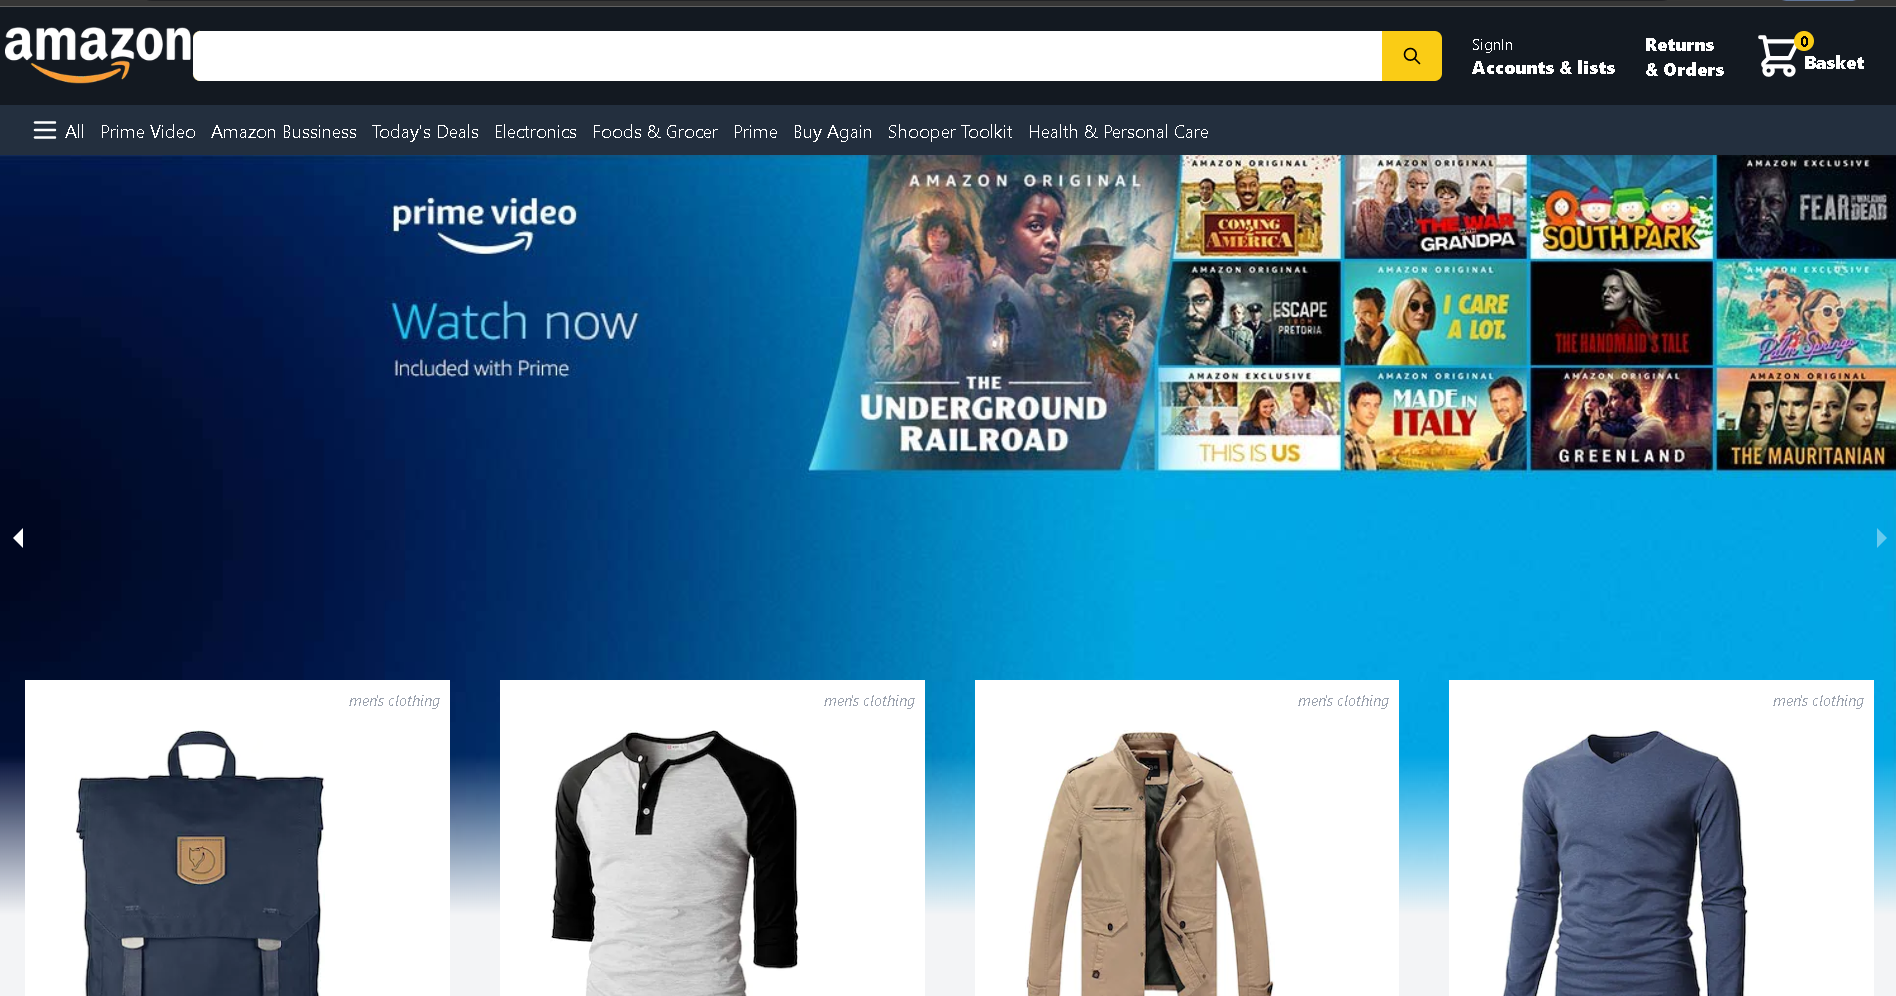 amazon
SignIn
Accounts & lists
Returns
& Orders
0
Basket
All Prime Video Amazon Bussiness Today's Deals Electronics Foods & Grocer Prime Buy Again Shooper Toolkit Health & Personal Care
prime video
Watch now
Included with Prime
AMAZON ORIGINAL
THE
UNDERGROUND
RAILROAD
AMAZON ORIGINAL
COMING
2
AMERICA
AMAZON ORIGINAL
THE WAR
WITH
GRANDPA
SOUTH PARK
AMAZON EXCLUSIVE
FEAR THE WALKING DEAD
AMAZON ORIGINAL
ESCAPE
FROM
PRETORIA
AMAZON ORIGINAL
I CARE
A LOT.
THE HANDMAID'S TALE
AMAZON EXCLUSIVE
Palm Springs
AMAZON EXCLUSIVE
THIS IS US
AMAZON ORIGINAL
MADE IN
ITALY
AMAZON ORIGINAL
GREENLAND
AMAZON ORIGINAL
THE MAURITANIAN
men's clothing
men's clothing
men's clothing
men's clothing